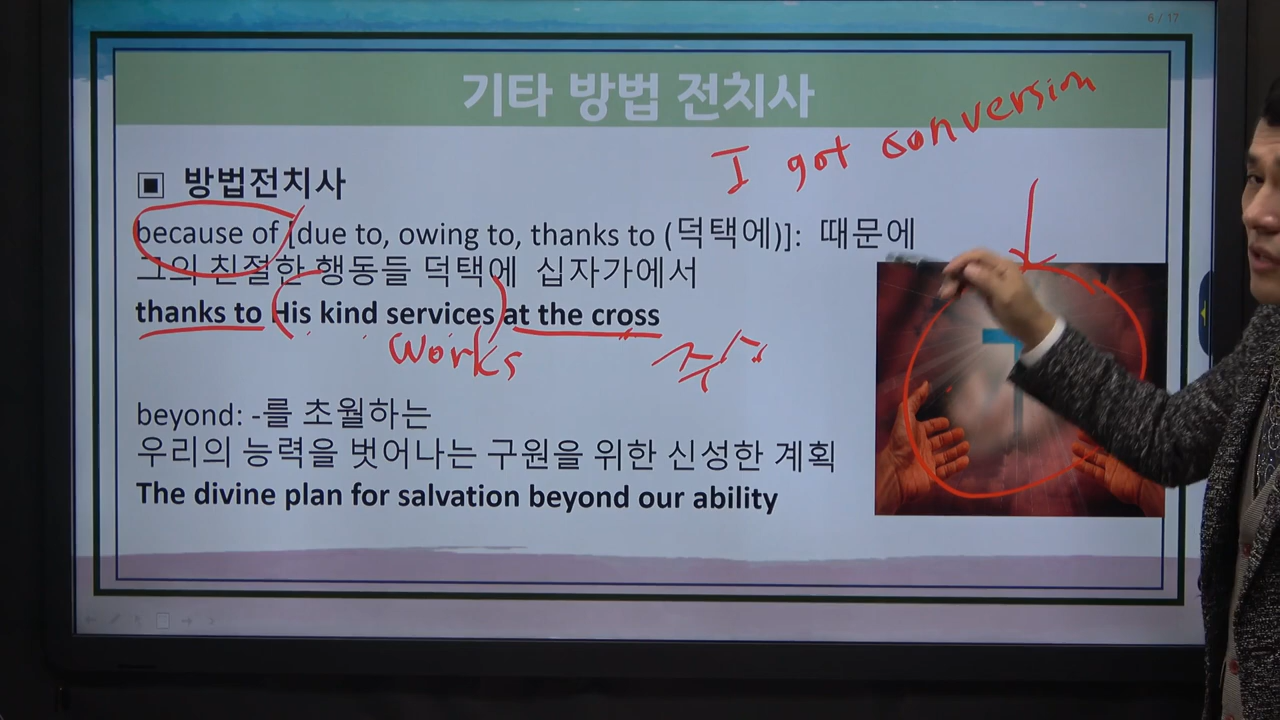 6 / 17
기타 방법 전치사
I got conversion
▣ 방법전치사
because of [due to, owing to, thanks to (덕택에)]: 때문에
그의 친절한 행동들 덕택에 십자가에서
thanks to His kind services at the cross
works
beyond: -를 초월하는
우리의 능력을 벗어나는 구원을 위한 신성한 계획
The divine plan for salvation beyond our ability